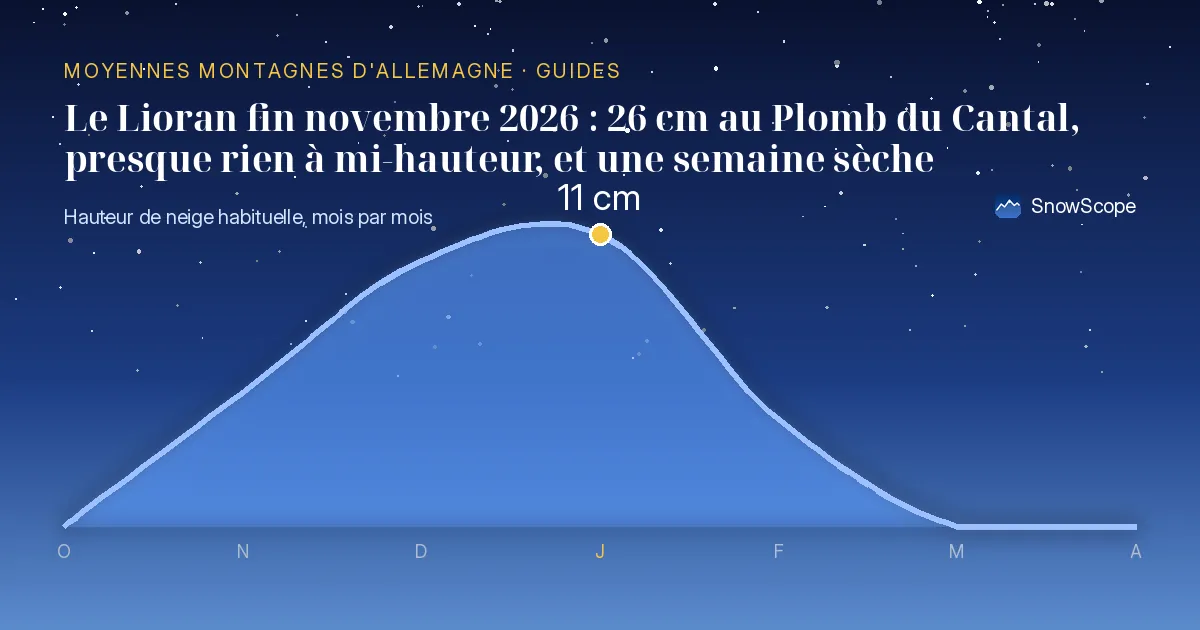 MOYENNES MONTAGNES D'ALLEMAGNE · GUIDES
Le Lioran fin novembre 2026 : 26 cm au Plomb du Cantal,
presque rien à mi-hauteur, et une semaine sèche
11 cm
Hauteur de neige habituelle, mois par mois
SnowScope
O N D J F M A